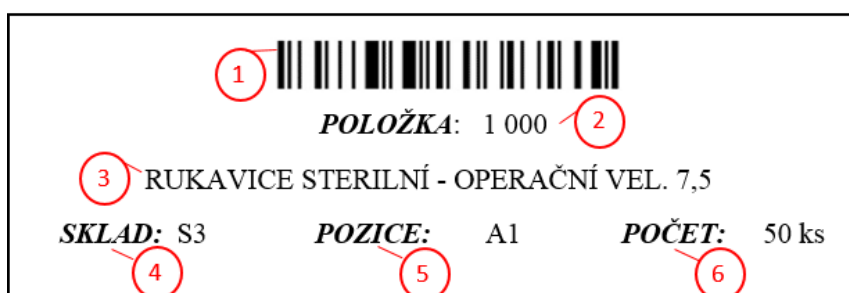 1
POLOŽKA: 1 000 2
3 RUKAVICE STERILNÍ - OPERAČNÍ VEL. 7,5
SKLAD: S3 POZICE: A1 POČET: 50 ks
4 5 6